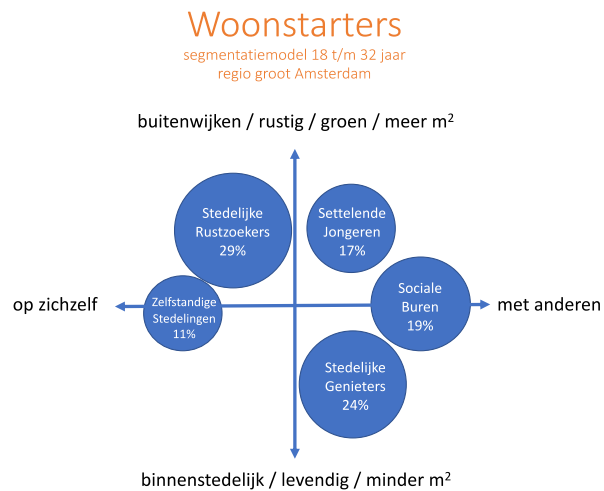 Woonstarters
segmentatiemodel 18 t/m 32 jaar
regio groot Amsterdam
buitenwijken / rustig / groen / meer m²
Stedelijke
Rustzoekers
29%
Settelende
Jongeren
17%
op zichzelf
Zelfstandige
Stedelingen
11%
Sociale
Buren
19%
met anderen
Stedelijke
Genieters
24%
binnenstedelijk / levendig / minder m²